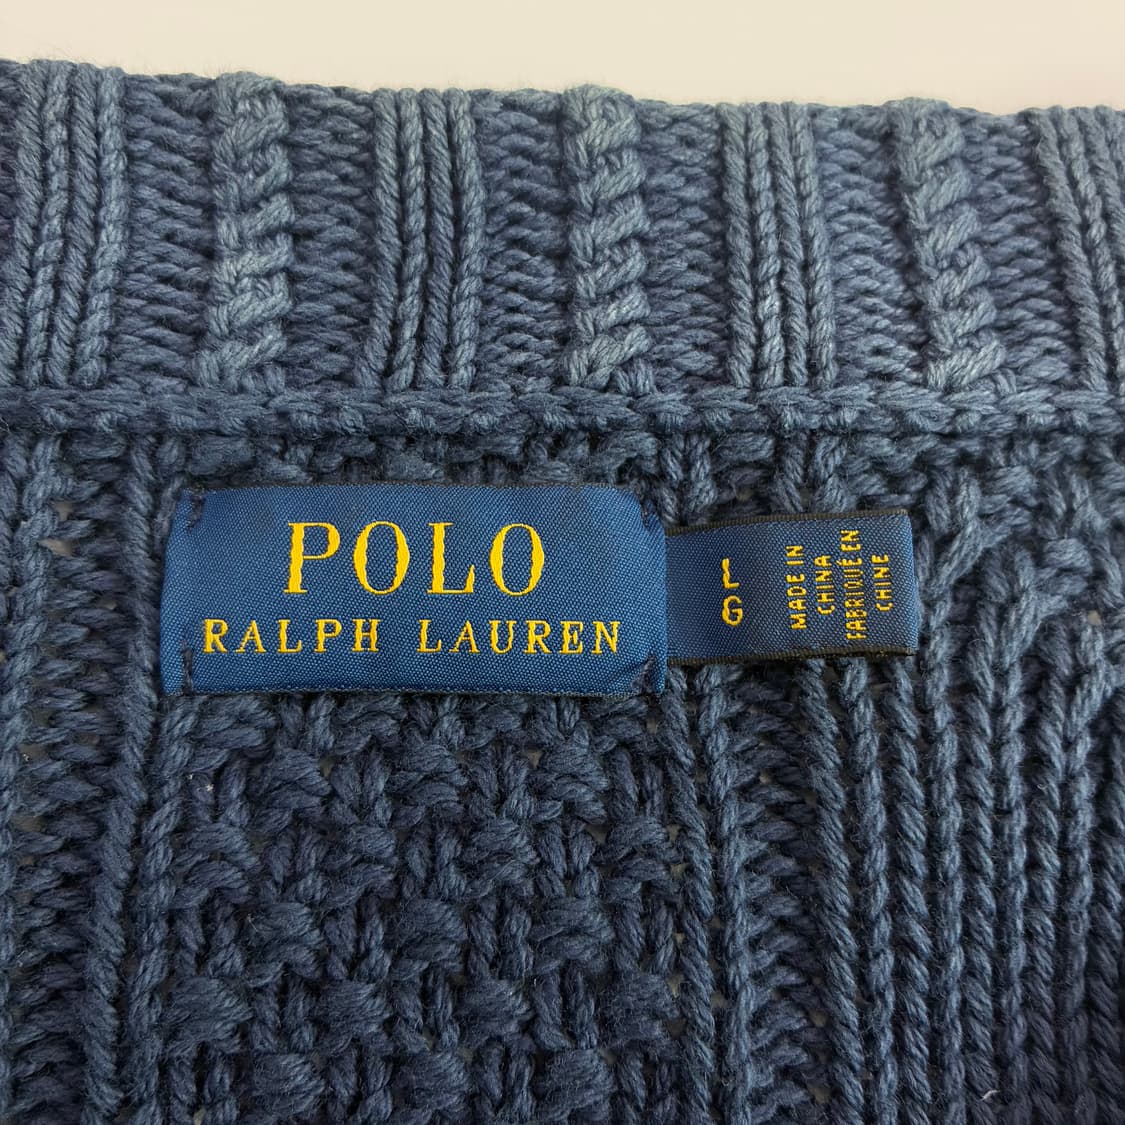 POLO
RALPH LAUREN
L
G
MADE IN
CHINA
FABRIQUÉ EN
CHINE